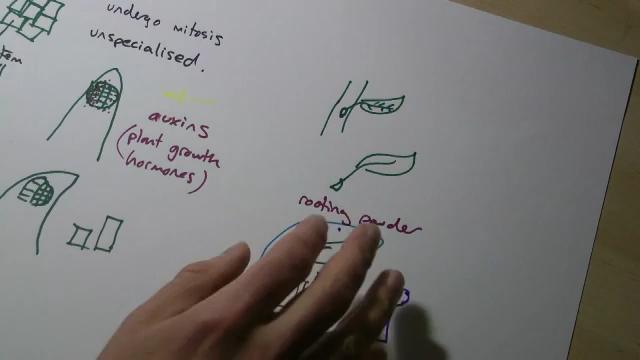 undergo mitosis
unspecialised.
auxins
(plant growth
hormones)
rooting powder